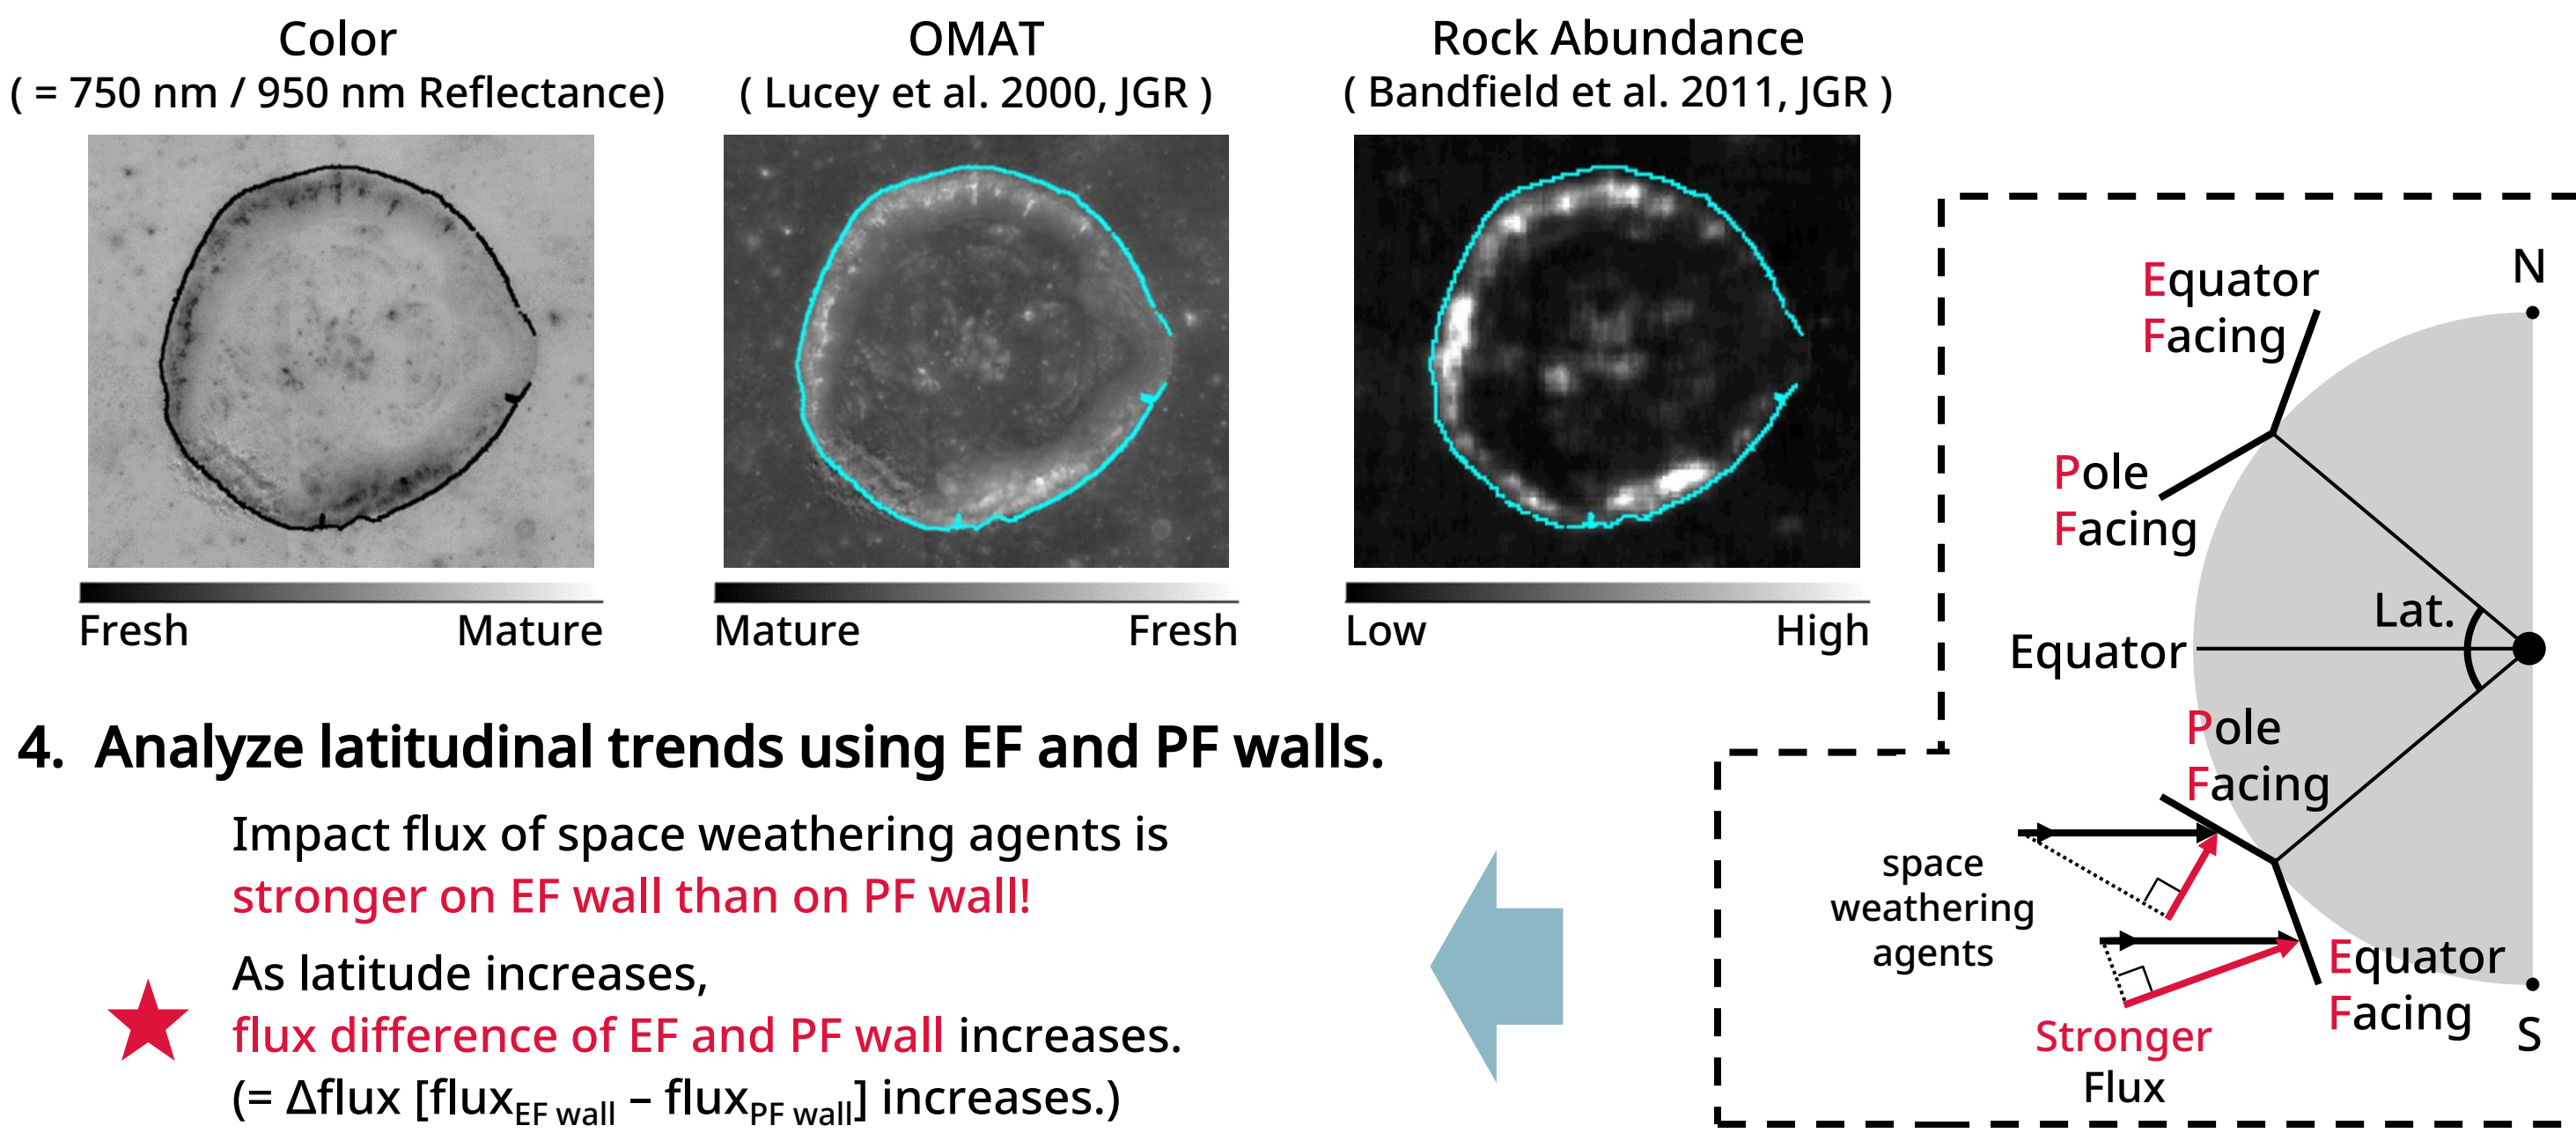 Color
( = 750 nm / 950 nm Reflectance)
Fresh Mature
OMAT
( Lucey et al. 2000, JGR )
Mature Fresh
Rock Abundance
( Bandfield et al. 2011, JGR )
Low High
4. Analyze latitudinal trends using EF and PF walls.
Impact flux of space weathering agents is
stronger on EF wall than on PF wall!
As latitude increases,
flux difference of EF and PF wall increases.
(= Δflux [flux_EF wall – flux_PF wall] increases.)
N
Equator
Facing
Pole
Facing
Lat.
Equator
Pole
Facing
space
weathering
agents
Equator
Facing
S
Stronger
Flux